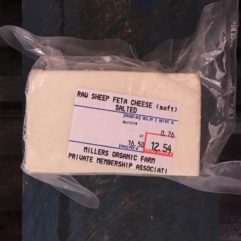 RAW SHEEP FETA CHEESE (soft)
SALTED
0.76
16.50
12.54
MILLERS ORGANIC FARM
PRIVATE MEMBERSHIP ASSOCIATI